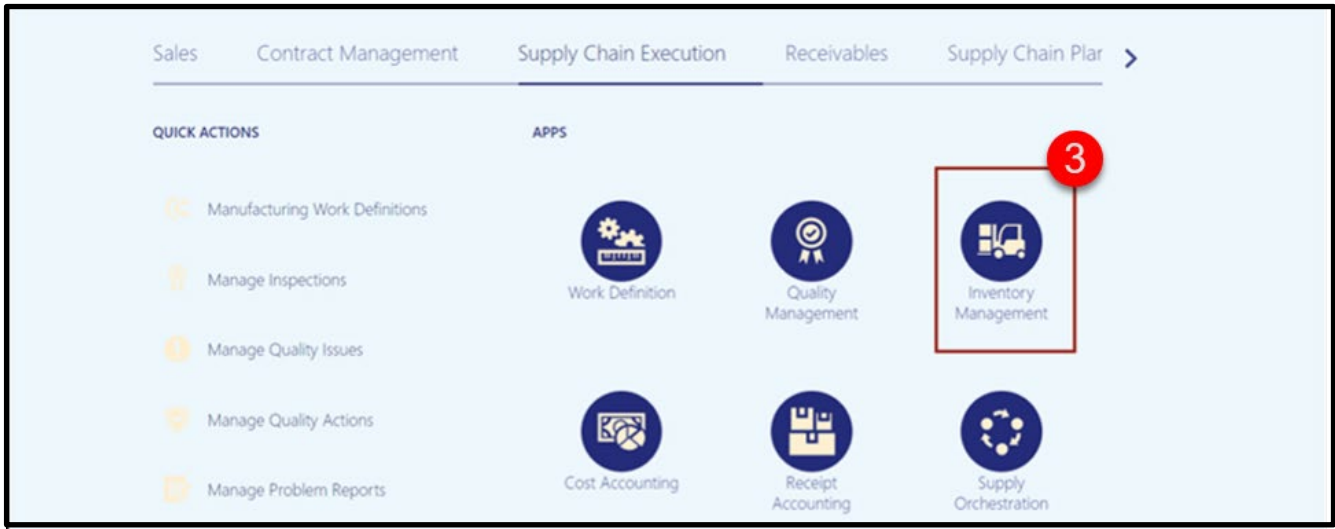 Sales Contract Management Supply Chain Execution Receivables Supply Chain Plar
QUICK ACTIONS
APPS
3
Manufacturing Work Definitions
Manage Inspections
Manage Quality Issues
Manage Quality Actions
Manage Problem Reports
Work Definition
Quality
Management
Inventory
Management
Cost Accounting
Receipt
Accounting
Supply
Orchestration